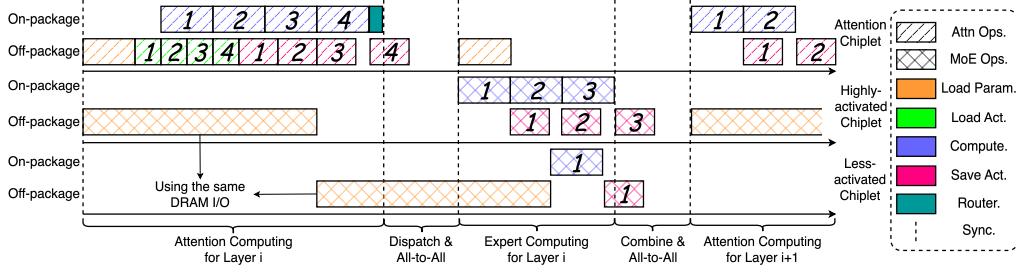 On-package
1 2 3 4
Off-package
1 2 3 4 1 2 3 4
1 2
1 2
Attention
Chiplet
On-package
1 2 3
Off-package
1 2 3
Highly-
activated
Chiplet
On-package
1
Off-package
1
Less-
activated
Chiplet
Using the same
DRAM I/O
Attention Computing
for Layer i
Dispatch &
All-to-All
Expert Computing
for Layer i
Combine &
All-to-All
Attention Computing
for Layer i+1
Attn Ops.
MoE Ops.
Load Param.
Load Act.
Compute.
Save Act.
Router.
Sync.